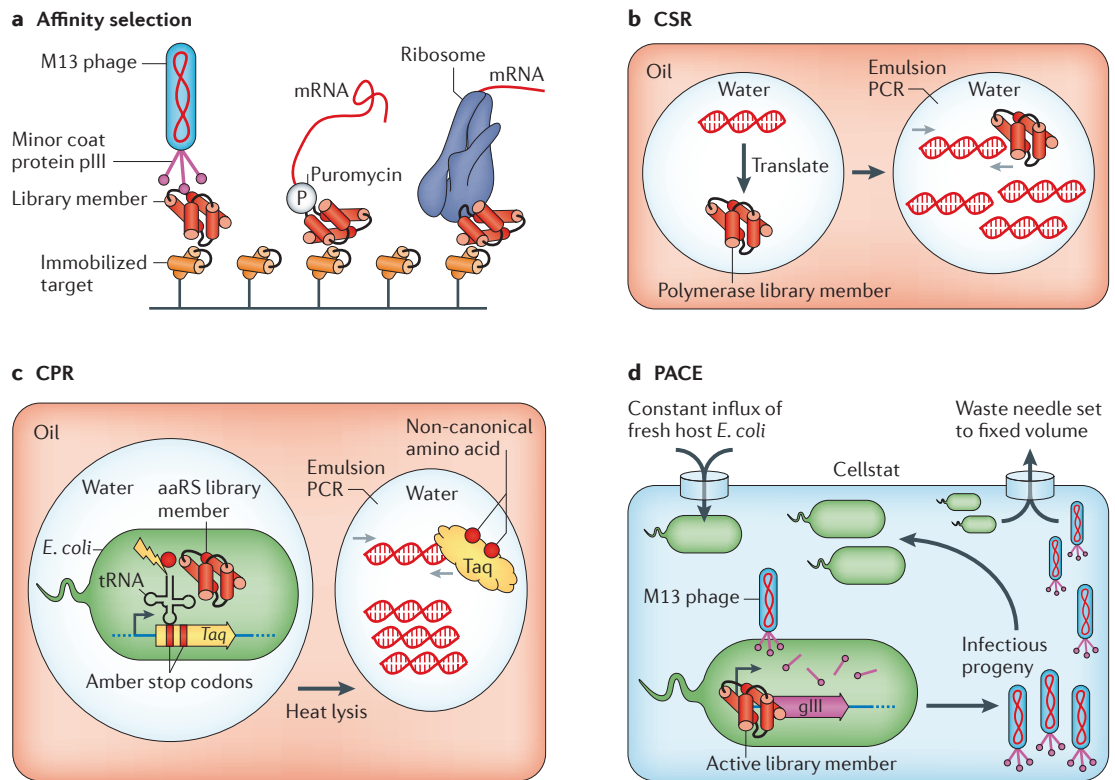 a Affinity selection
M13 phage
Minor coat
protein pIII
Library member
Immobilized
target
mRNA
P
Puromycin
Ribosome
mRNA
b CSR
Oil
Water
Translate
Polymerase library member
Emulsion
PCR
Water
c CPR
Oil
Water
aaRS library
member
E. coli
tRNA
Taq
Amber stop codons
Heat lysis
Emulsion
PCR
Non-canonical
amino acid
Water
Taq
d PACE
Constant influx of
fresh host E. coli
Waste needle set
to fixed volume
Cellstat
M13 phage
Infectious
progeny
gIII
Active library member